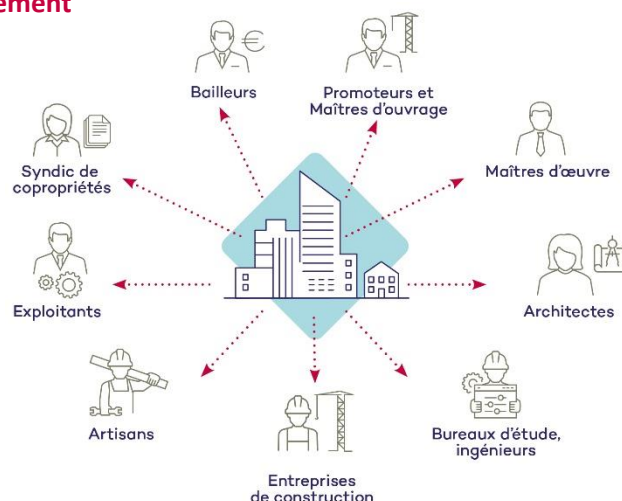 Bailleurs
Promoteurs et
Maîtres d'ouvrage
Syndic de
copropriétés
Maîtres d'œuvre
Exploitants
Architectes
Artisans
Bureaux d'étude,
ingénieurs
Entreprises
de construction